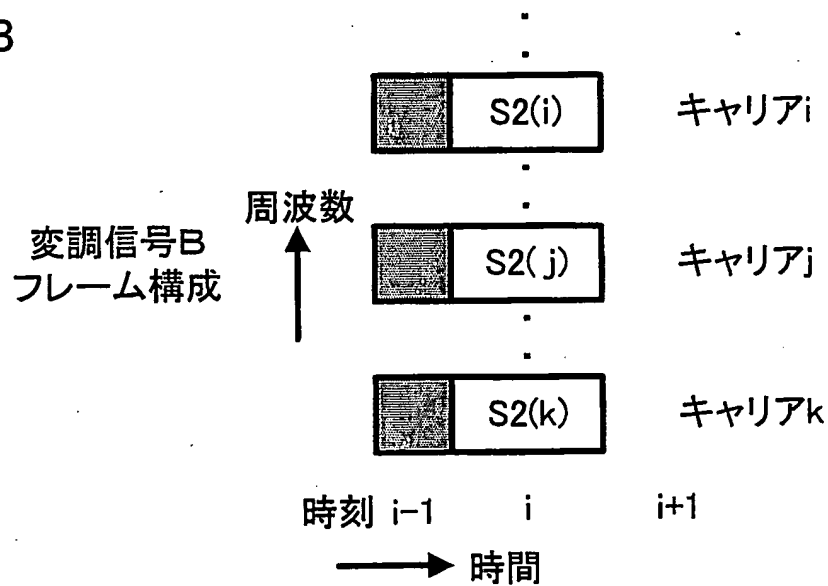 B
S2(i) キャリアi
周波数
変調信号B
フレーム構成
S2(j) キャリアj
S2(k) キャリアk
時刻 i-1 i i+1
時間